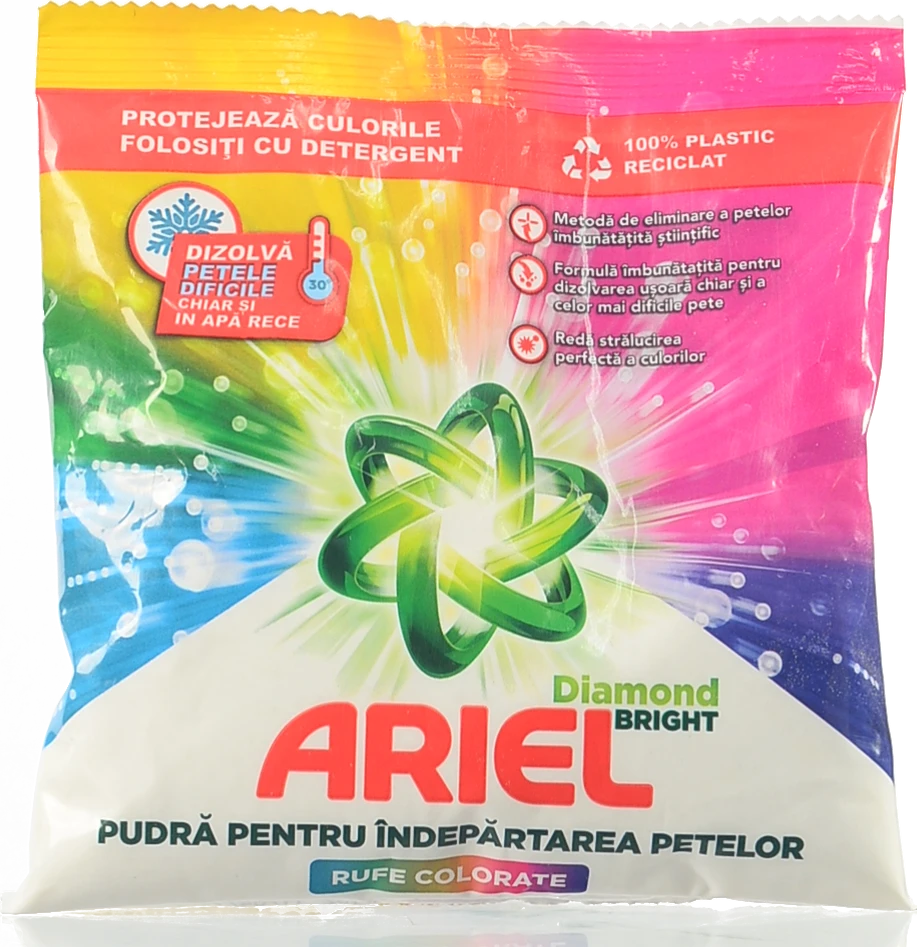 PROTEJEAZĂ CULORILE
FOLOSIȚI CU DETERGENT
100% PLASTIC
RECICLAT
DIZOLVĂ
PETELE
DIFICILE
CHIAR ȘI
IN APĂ RECE
30°
Metodă de eliminare a petelor
îmbunătățită științific
Formulă îmbunătațită pentru
dizolvarea ușoară chiar și a
celor mai dificile pete
Redă strălucirea
perfectă a culorilor
Diamond
BRIGHT
ARIEL
PUDRĂ PENTRU ÎNDEPĂRTAREA PETELOR
RUFE COLORATE